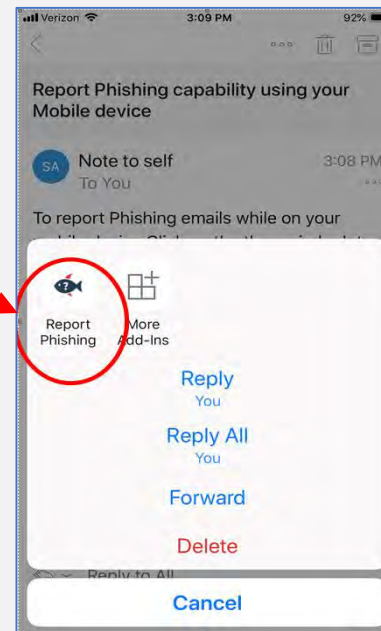 Verizon 3:09 PM 92%
Report Phishing capability using your
Mobile device
SA Note to self 3:08 PM
To You
To report Phishing emails while on your
Report More
Phishing Add-Ins
Reply
You
Reply All
You
Forward
Delete
Reply to All
Cancel